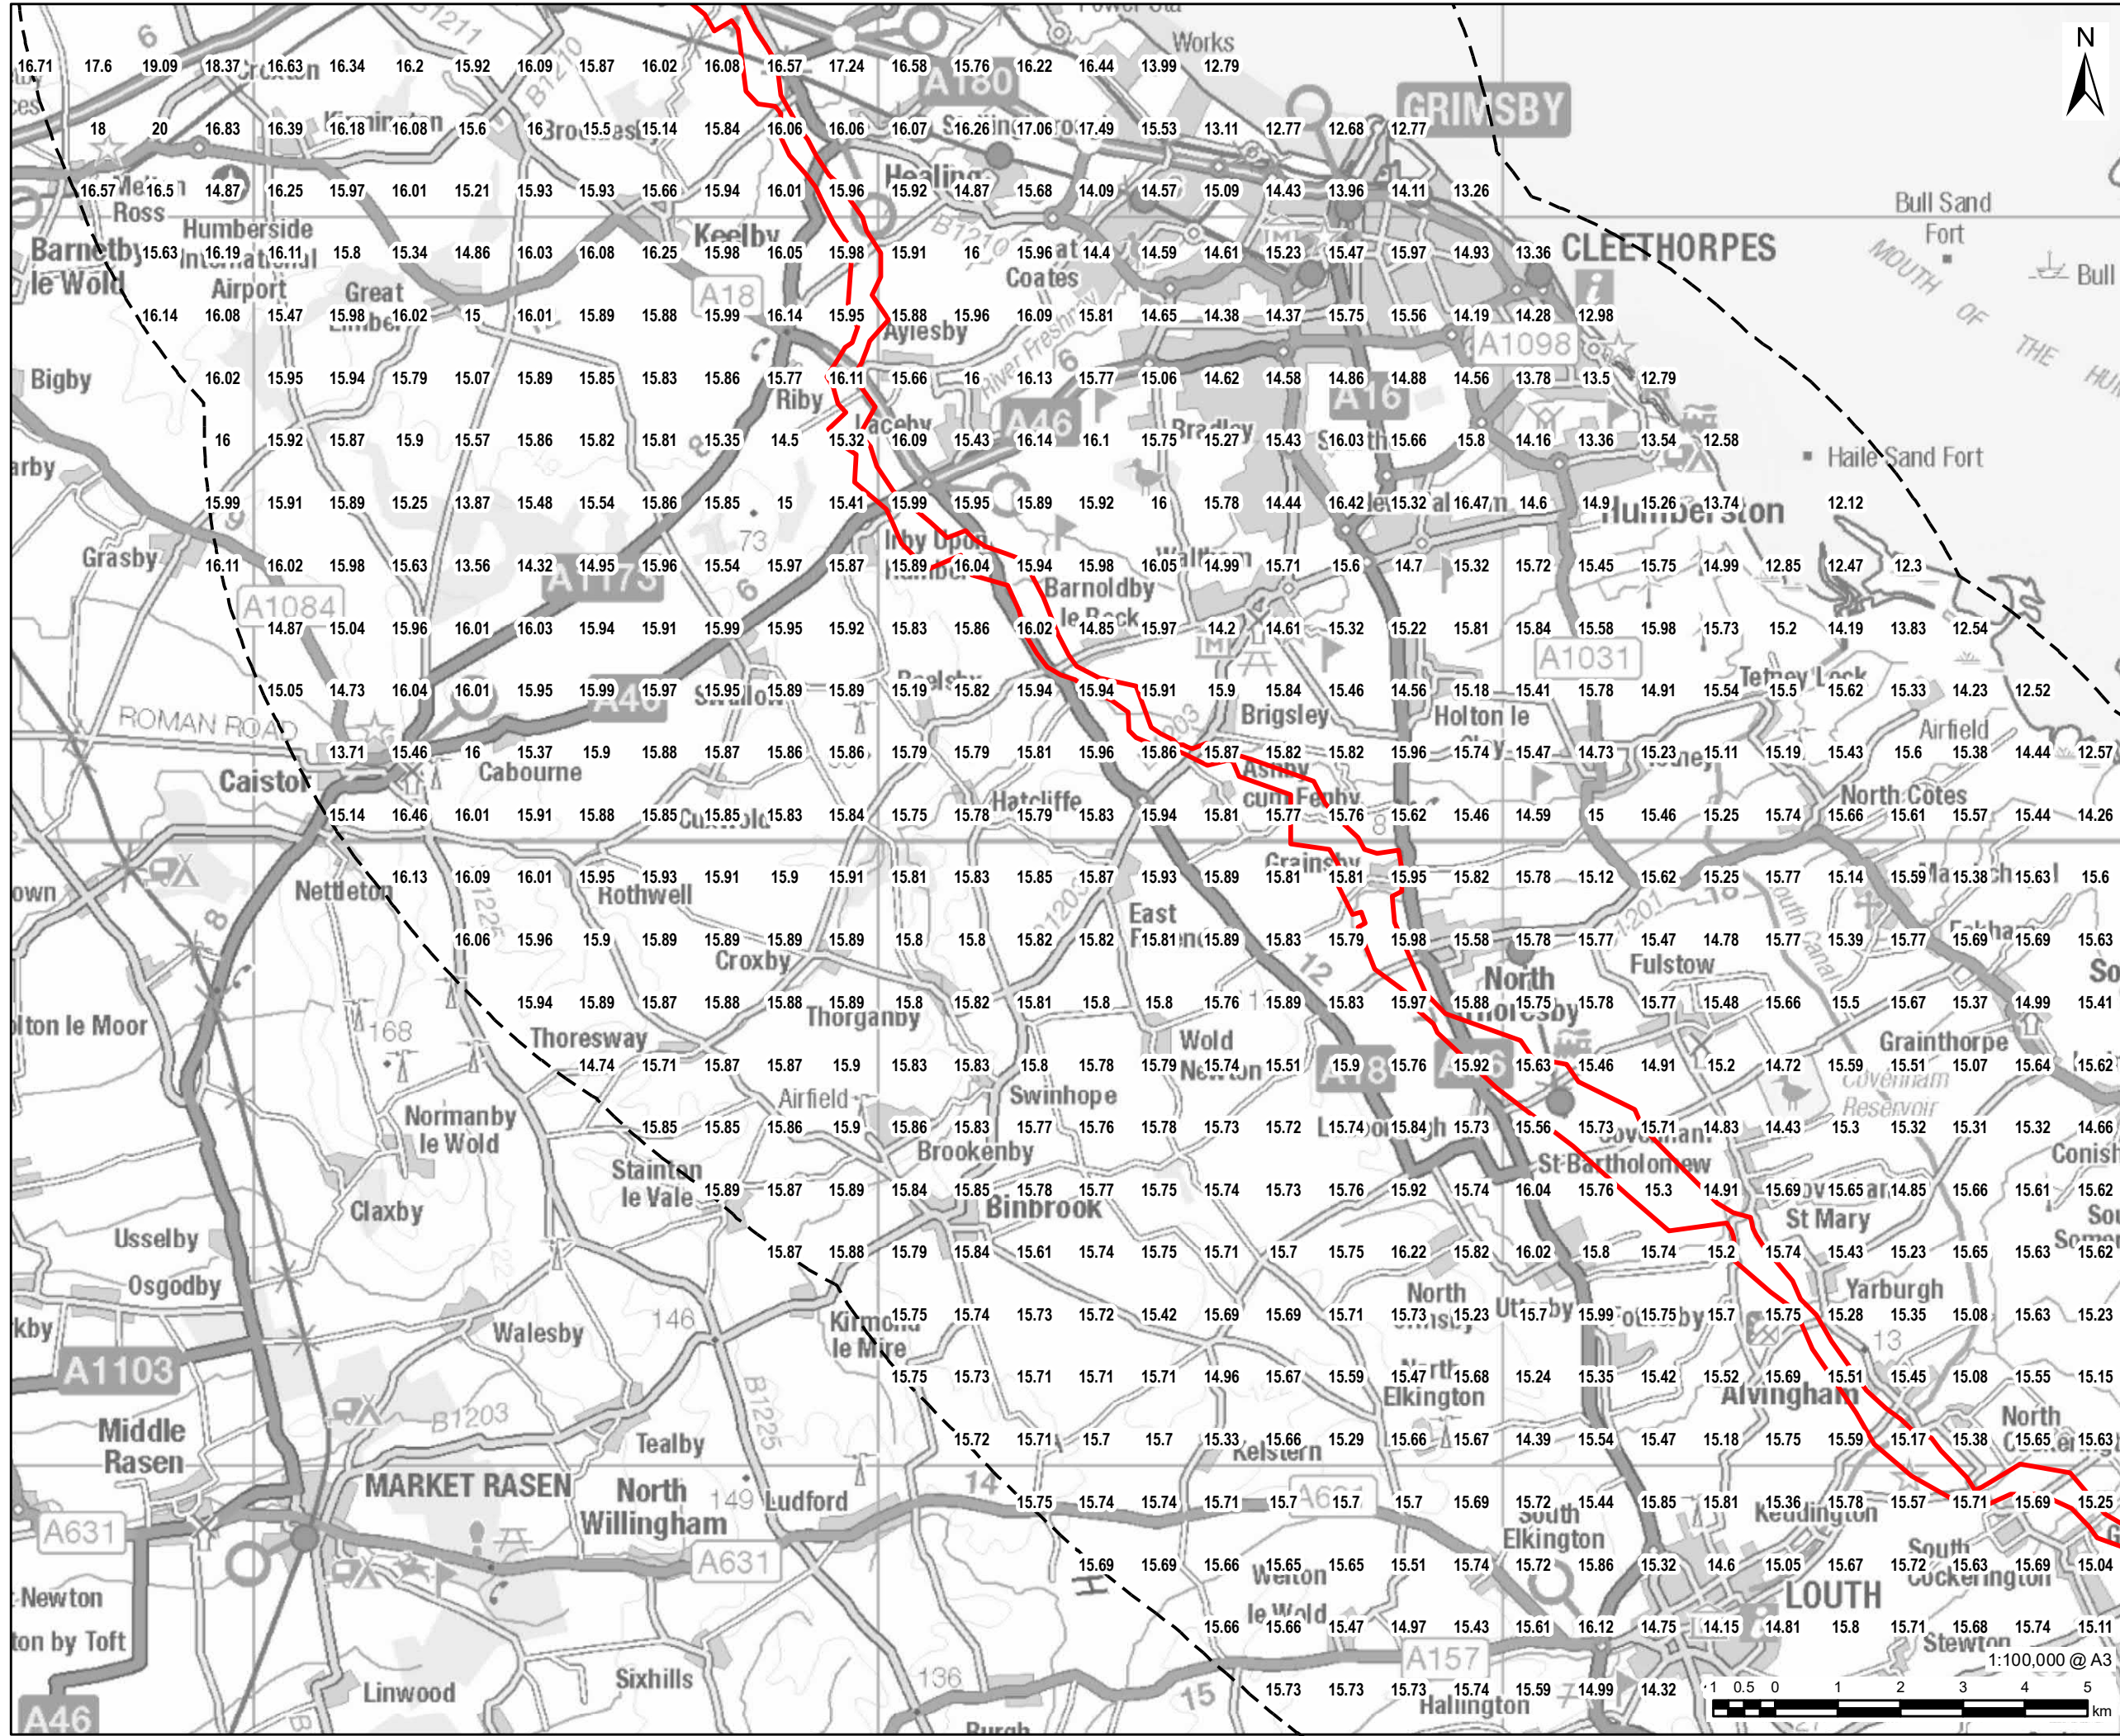 Works
N
16.71 17.6 19.09 18.37 16.63 16.34 16.2 15.92 16.09 15.87 16.02 16.08 16.57 17.24 16.58 15.76 16.22 16.44 13.99 12.79
6 B1211 B1210 Croxton A180 GRIMSBY
18 20 16.83 16.39 16.18 16.08 15.6 16 15.5 15.14 15.84 16.06 16.06 16.07 16.26 17.06 17.49 15.53 13.11 12.77 12.68 12.77
Healing
16.57 16.5 14.87 16.25 15.97 16.01 15.21 15.93 15.93 15.66 15.94 16.01 15.96 15.92 14.87 15.68 14.09 14.57 15.09 14.43 13.96 14.11 13.26
Melton Ross
Humberside International Airport
Keelby
B1210
Bull Sand Fort
CLEETHORPES
Barnetby le Wold
15.63 16.19 16.11 15.8 15.34 14.86 16.03 16.08 16.25 15.98 16.05 15.98 15.91 16 15.96 14.4 14.59 14.61 15.23 15.47 15.97 14.93 13.36
MOUTH OF THE
Bull
Great Limber
A18
Coates
16.14 16.08 15.47 15.98 16.02 15 16.01 15.89 15.88 15.99 16.14 15.95 15.88 15.96 16.09 15.81 14.65 14.38 14.37 15.75 15.56 14.19 14.28 12.98
Aylesby
River Freshney
6
A1098
Bigby
16.02 15.95 15.94 15.79 15.07 15.89 15.85 15.83 15.86 15.77 16.11 15.66 16 16.13 15.77 15.06 14.62 14.58 14.86 14.88 14.56 13.78 13.5 12.79
Riby
Laceby
A46
Bradley
A16
16 15.92 15.87 15.9 15.57 15.86 15.82 15.81 15.35 14.5 15.32 16.09 15.43 16.14 16.1 15.75 15.27 15.43 16.03 15.66 15.8 14.16 13.36 13.54 12.58
8
Haile Sand Fort
15.99 15.91 15.89 15.25 13.87 15.48 15.54 15.86 15.85 15 15.41 15.99 15.95 15.89 15.92 16 15.78 14.44 16.42 15.32 16.47 14.6 14.9 15.26 13.74 12.12
Humberston
73
Irby Upon Humber
Waltham
Grasby
16.11 16.02 15.98 15.63 13.56 14.32 14.95 15.96 15.54 15.97 15.87 15.89 16.04 15.94 15.98 16.05 14.99 15.71 15.6 14.7 15.32 15.72 15.45 15.75 14.99 12.85 12.47 12.3
A1173
6
Barnoldby le Beck
A1084
14.87 15.04 15.96 16.01 16.03 15.94 15.91 15.99 15.95 15.92 15.83 15.86 16.02 14.85 15.97 14.2 14.61 15.32 15.22 15.81 15.84 15.58 15.98 15.73 15.2 14.19 13.83 12.54
A1031
Tetney Lock
15.05 14.73 16.04 16.01 15.95 15.99 15.97 15.95 15.89 15.89 15.19 15.82 15.94 15.94 15.91 15.9 15.84 15.46 14.56 15.18 15.41 15.78 14.91 15.54 15.5 15.62 15.33 14.23 12.52
A46
Swallow
Beelsby
ROMAN ROAD
Brigsley
Holton le Clay
Airfield
13.71 15.46 16 15.37 15.9 15.88 15.87 15.86 15.86 15.79 15.79 15.81 15.96 15.86 15.87 15.82 15.82 15.96 15.74 15.47 14.73 15.23 15.11 15.19 15.43 15.6 15.38 14.44 12.57
Caistor
Cabourne
Ashby cum Fenby
Hatcliffe
North Cotes
15.14 16.46 16.01 15.91 15.88 15.85 15.85 15.83 15.84 15.75 15.78 15.79 15.83 15.94 15.81 15.77 15.76 15.62 15.46 14.59 15 15.46 15.25 15.74 15.66 15.61 15.57 15.44 14.26
Cuxwold
8
Grainsby
16.13 16.09 16.01 15.95 15.93 15.91 15.9 15.91 15.81 15.83 15.85 15.87 15.93 15.89 15.81 15.81 15.95 15.82 15.78 15.12 15.62 15.25 15.77 15.14 15.59 15.38 15.63 15.6
Nettleton
Rothwell
8
East
16.06 15.96 15.9 15.89 15.89 15.89 15.89 15.8 15.8 15.82 15.82 15.81 15.89 15.83 15.79 15.98 15.58 15.78 15.77 15.47 14.78 15.77 15.39 15.77 15.69 15.69 15.63
Croxby
12
North Thoresby
Fulstow
15.94 15.89 15.87 15.88 15.88 15.89 15.8 15.82 15.81 15.8 15.8 15.76 15.89 15.83 15.97 15.88 15.75 15.78 15.77 15.48 15.66 15.5 15.67 15.37 14.99 15.41
168
Thorganby
Thoresway
Wold Newton
Grainthorpe
14.74 15.71 15.87 15.87 15.9 15.83 15.83 15.8 15.78 15.79 15.74 15.51 15.9 15.76 15.92 15.63 15.46 14.91 15.2 14.72 15.59 15.51 15.07 15.64 15.62
A18
A16
Airfield
Swinhope
Covenham Reservoir
Normanby le Wold
15.85 15.85 15.86 15.9 15.86 15.83 15.77 15.76 15.78 15.73 15.72 15.74 15.84 15.73 15.56 15.73 15.71 14.83 14.43 15.3 15.32 15.31 15.32 14.66
Brookenby
Stainton le Vale
St Bartholomew
15.89 15.87 15.89 15.84 15.85 15.78 15.77 15.75 15.74 15.73 15.76 15.92 15.74 16.04 15.76 15.3 14.91 15.69 15.65 14.85 15.66 15.61 15.62
Claxby
Binbrook
St Mary
Usselby
15.87 15.88 15.79 15.84 15.61 15.74 15.75 15.71 15.7 15.75 16.22 15.82 16.02 15.8 15.74 15.2 15.74 15.43 15.23 15.65 15.63 15.62
Osgodby
Yarburgh
146
Walesby
Kirmond le Mire
North Ormsby
Utterby
Fotherby
15.75 15.74 15.73 15.72 15.42 15.69 15.69 15.71 15.73 15.23 15.7 15.99 15.75 15.7 15.75 15.28 15.35 15.08 15.63 15.23
13
A1103
15.75 15.73 15.71 15.71 15.71 14.96 15.67 15.59 15.47 15.68 15.24 15.35 15.42 15.52 15.69 15.51 15.45 15.08 15.55 15.15
North Elkington
Alvingham
B1203
B1225
Middle Rasen
Tealby
15.72 15.71 15.7 15.7 15.33 15.66 15.29 15.66 15.67 14.39 15.54 15.47 15.18 15.75 15.59 15.17 15.38 15.65 15.63
Kelstern
North
MARKET RASEN
North Willingham
149
Ludford
14
A631
15.75 15.74 15.74 15.71 15.7 15.7 15.7 15.69 15.72 15.44 15.85 15.81 15.36 15.78 15.57 15.71 15.69 15.25
A631
South Elkington
Keddington
A631
15.69 15.69 15.66 15.65 15.65 15.51 15.74 15.72 15.86 15.32 14.6 15.05 15.67 15.72 15.63 15.69 15.04
Welton le Wold
LOUTH
South Cockerington
Newton
15.66 15.66 15.47 14.97 15.43 15.61 16.12 14.75 14.15 14.81 15.8 15.71 15.68 15.74 15.11
ton by Toft
Stewton
A157
1:100,000 @ A3
Sixhills
136
Linwood
15
15.73 15.73 15.73 15.74 15.59 14.99 14.32
Hallington
A46
1 0.5 0 1 2 3 4 5
km